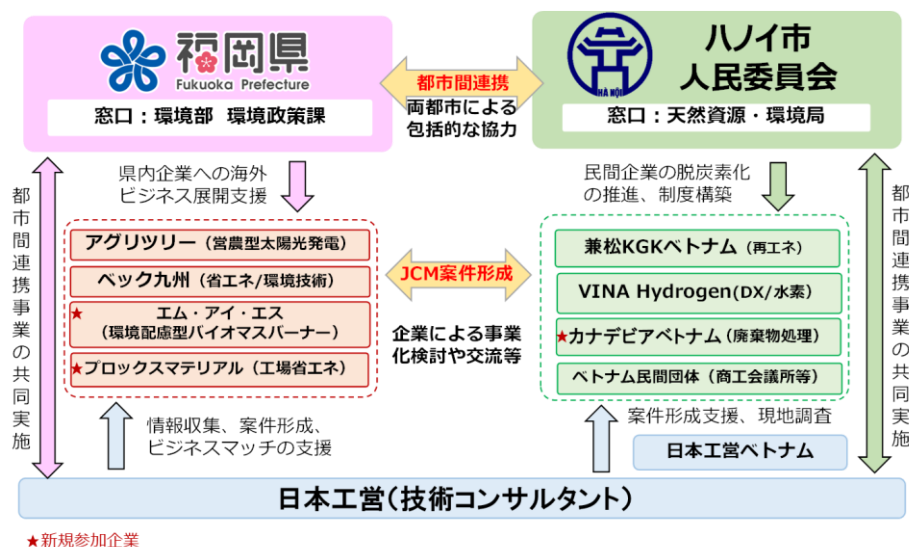 福岡県
Fukuoka Prefecture
窓口：環境部 環境政策課
都市間連携
両都市による
包括的な協力
HÀ NỘI
ハノイ市
人民委員会
窓口：天然資源・環境局
都市間連携事業の共同実施
県内企業への海外
ビジネス展開支援
民間企業の脱炭素化
の推進、制度構築
都市間連携事業の共同実施
アグリツリー（営農型太陽光発電）
ベック九州（省エネ/環境技術）
★ エム・アイ・エス
（環境配慮型バイオマスバーナー）
★プロックスマテリアル（工場省エネ）
JCM案件形成
企業による事業
化検討や交流等
兼松KGKベトナム（再エネ）
VINA Hydrogen(DX/水素）
★カナデビアベトナム（廃棄物処理）
ベトナム民間団体（商工会議所等）
情報収集、案件形成、
ビジネスマッチの支援
案件形成支援、現地調査
日本工営ベトナム
日本工営（技術コンサルタント）
★新規参加企業